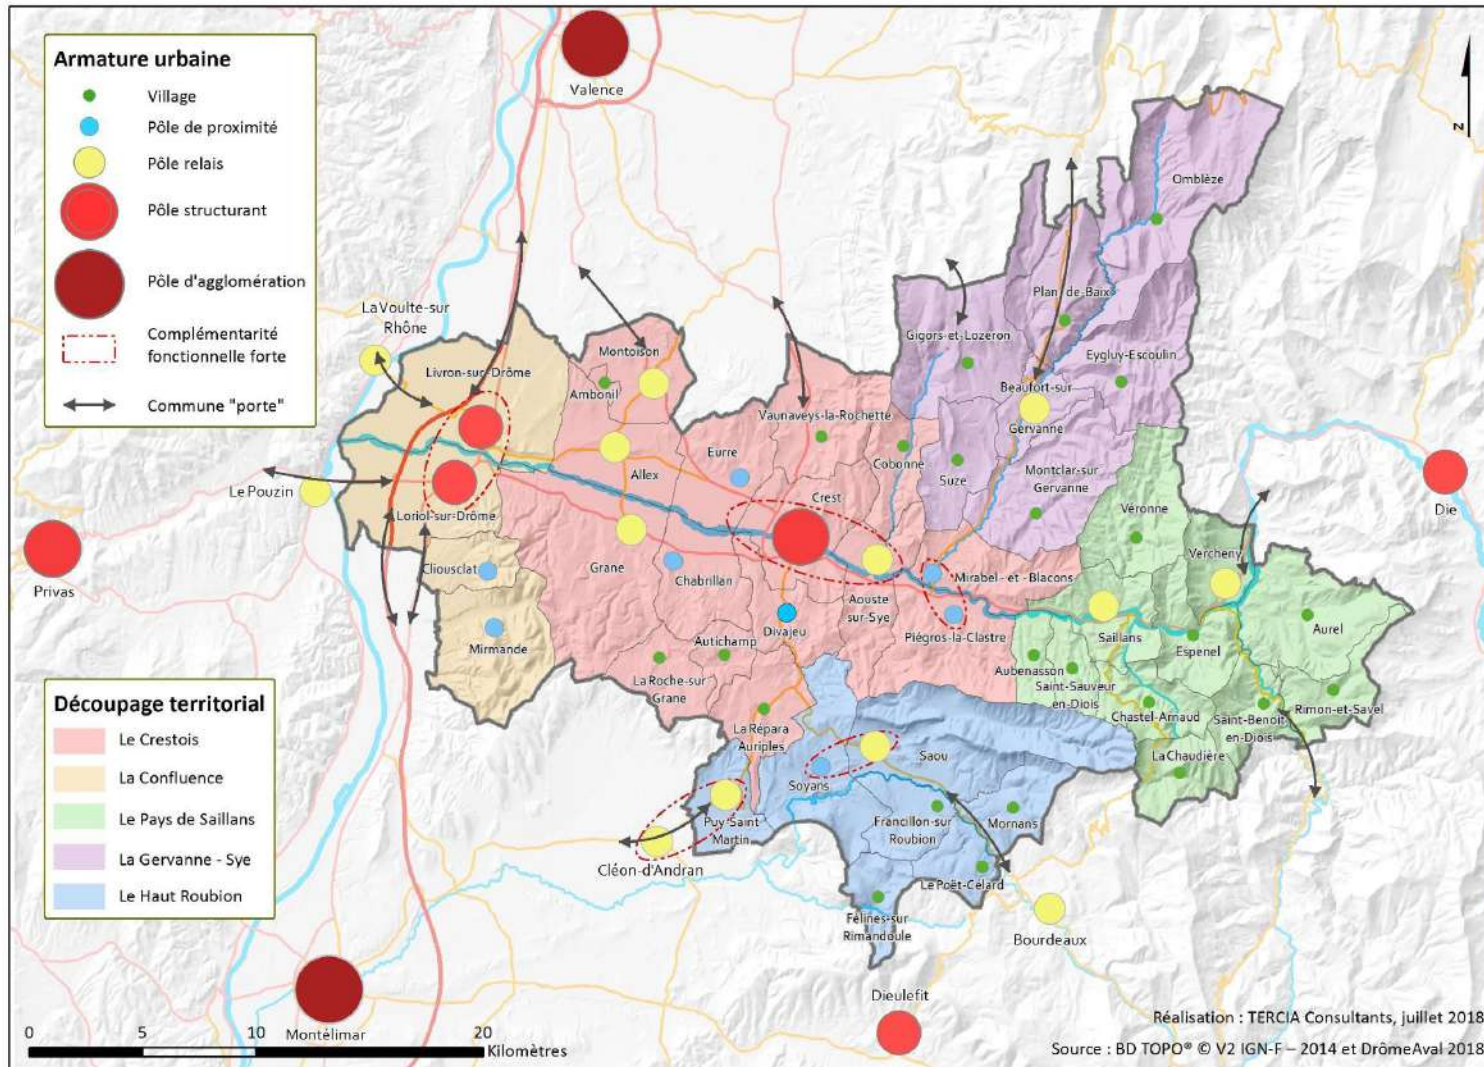 Armature urbaine
Village
Pôle de proximité
Pôle relais
Pôle structurant
Pôle d'agglomération
Complémentarité
fonctionnelle forte
Commune "porte"
Découpage territorial
Le Crestois
La Confluence
Le Pays de Saillans
La Gervanne - Sye
Le Haut Roubion
Valence
N
La Voulte-sur
Rhône
Livron-sur-Drôme
Montoison
Ambonil
Allex
Eurre
Vaunaveys-la-Rochette
Cobonne
Crest
Gigors-et-Lozeron
Plan-de-Baix
Omblèze
Eygluy-Escoulin
Beaufort-sur
Gervanne
Suze
Montclar-sur
Gervanne
Le Pouzin
Loriol-sur-Drôme
Privas
Cliousclat
Mirmande
Grane
Chabrillan
Divajeu
Autichamp
La Roche-sur
Grane
La Répara
Auriples
Aouste
sur-Sye
Mirabel - et - Blacons
Piégros-la-Clastre
Véronne
Vercheny
Die
Saillans
Espenel
Aurel
Aubenasson
Saint-Sauveur
en-Diois
Chastel-Arnaud
Saint-Benoit
en-Diois
Rimon-et-Savel
La Chaudière
Soyans
Saou
Puy-Saint
Martin
Cléon-d'Andran
Francillon-sur
Roubion
Mornans
Le Poët-Célard
Félines-sur
Rimandoule
Bourdeaux
Dieulefit
Montélimar
0 5 10 20
Kilomètres
Réalisation : TERCIA Consultants, juillet 2018
Source : BD TOPO® © V2 IGN-F – 2014 et DrômeAval 2018